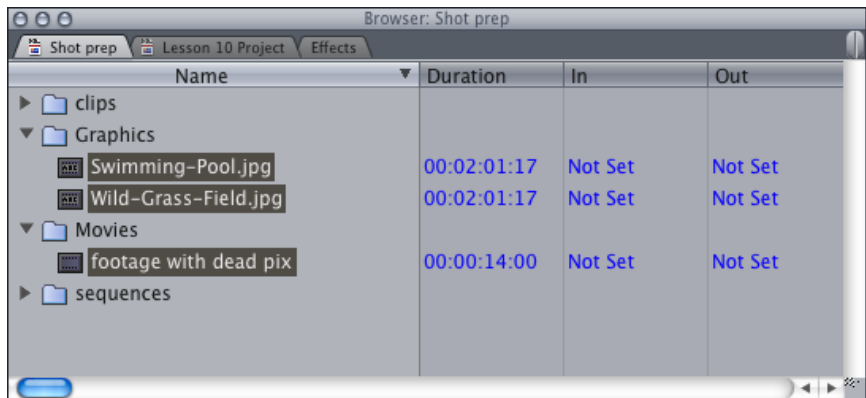 Browser: Shot prep
Shot prep Lesson 10 Project Effects
Name Duration In Out
clips
Graphics
Swimming-Pool.jpg 00:02:01:17 Not Set Not Set
Wild-Grass-Field.jpg 00:02:01:17 Not Set Not Set
Movies
footage with dead pix 00:00:14:00 Not Set Not Set
sequences